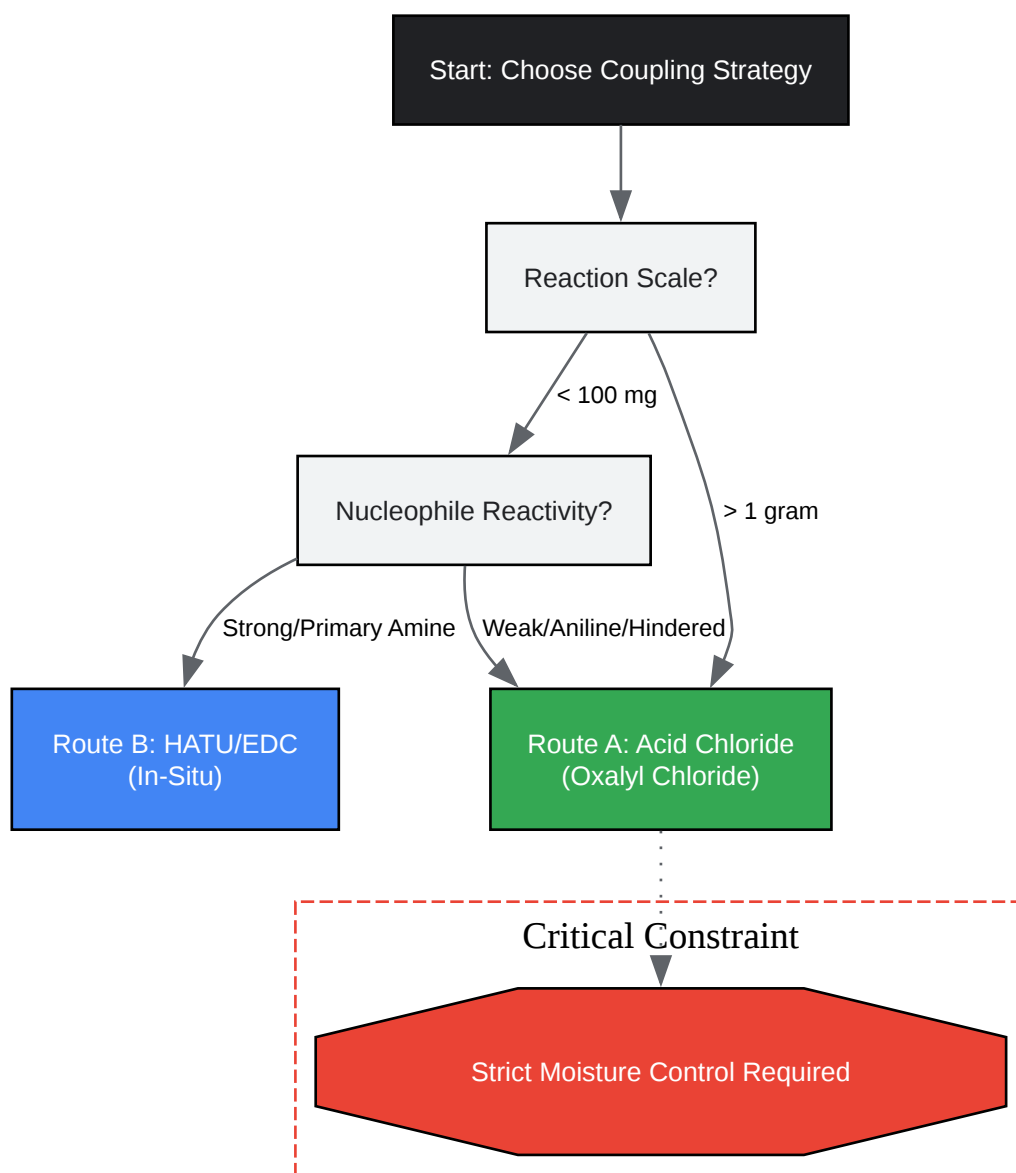 Start: Choose Coupling Strategy
Reaction Scale?
< 100 mg
Nucleophile Reactivity?
> 1 gram
Strong/Primary Amine
Weak/Aniline/Hindered
Route B: HATU/EDC
(In-Situ)
Route A: Acid Chloride
(Oxalyl Chloride)
Critical Constraint
Strict Moisture Control Required